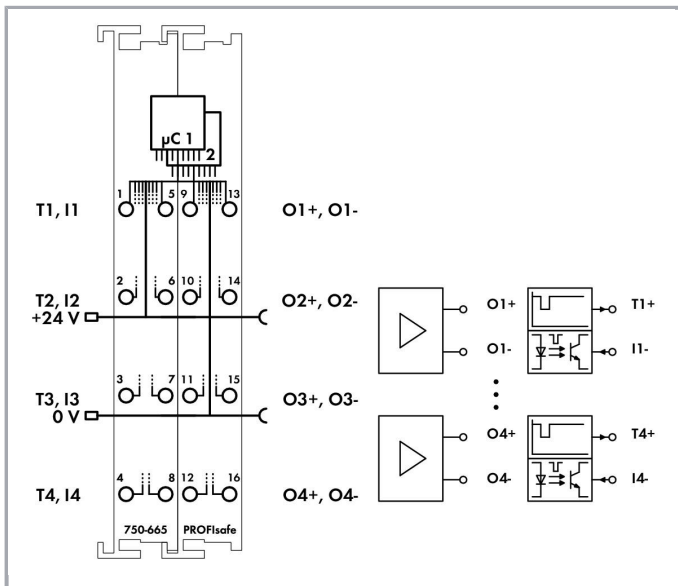 µC 1
2
1 5 9 13
T1, I1
O1+, O1-
2 6 10 14
T2, I2
O2+, O2-
+24 V
3 7 11 15
T3, I3
O3+, O3-
0 V
4 8 12 16
T4, I4
O4+, O4-
750-665 PROFIsafe
O1+ T1+
O1- I1-
O4+ T4+
O4- I4-